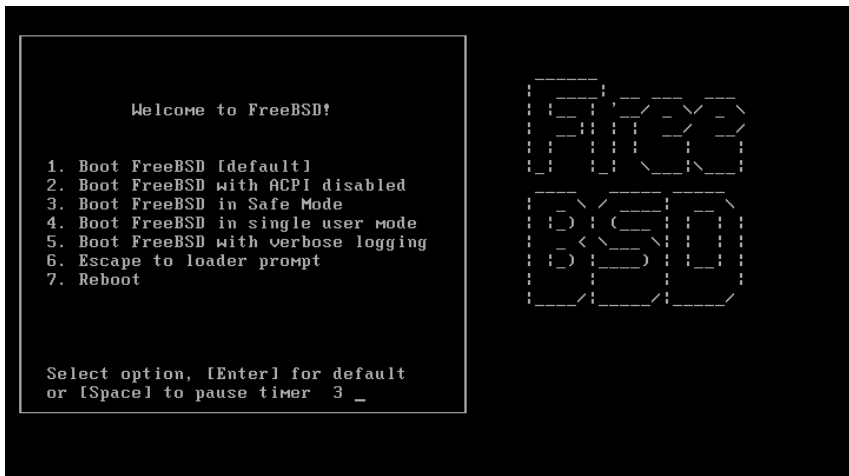 Welcome to FreeBSD!
1. Boot FreeBSD [default]
2. Boot FreeBSD with ACPI disabled
3. Boot FreeBSD in Safe Mode
4. Boot FreeBSD in single user mode
5. Boot FreeBSD with verbose logging
6. Escape to loader prompt
7. Reboot
Select option, [Enter] for default
or [Space] to pause timer  3 _
Free
BSD